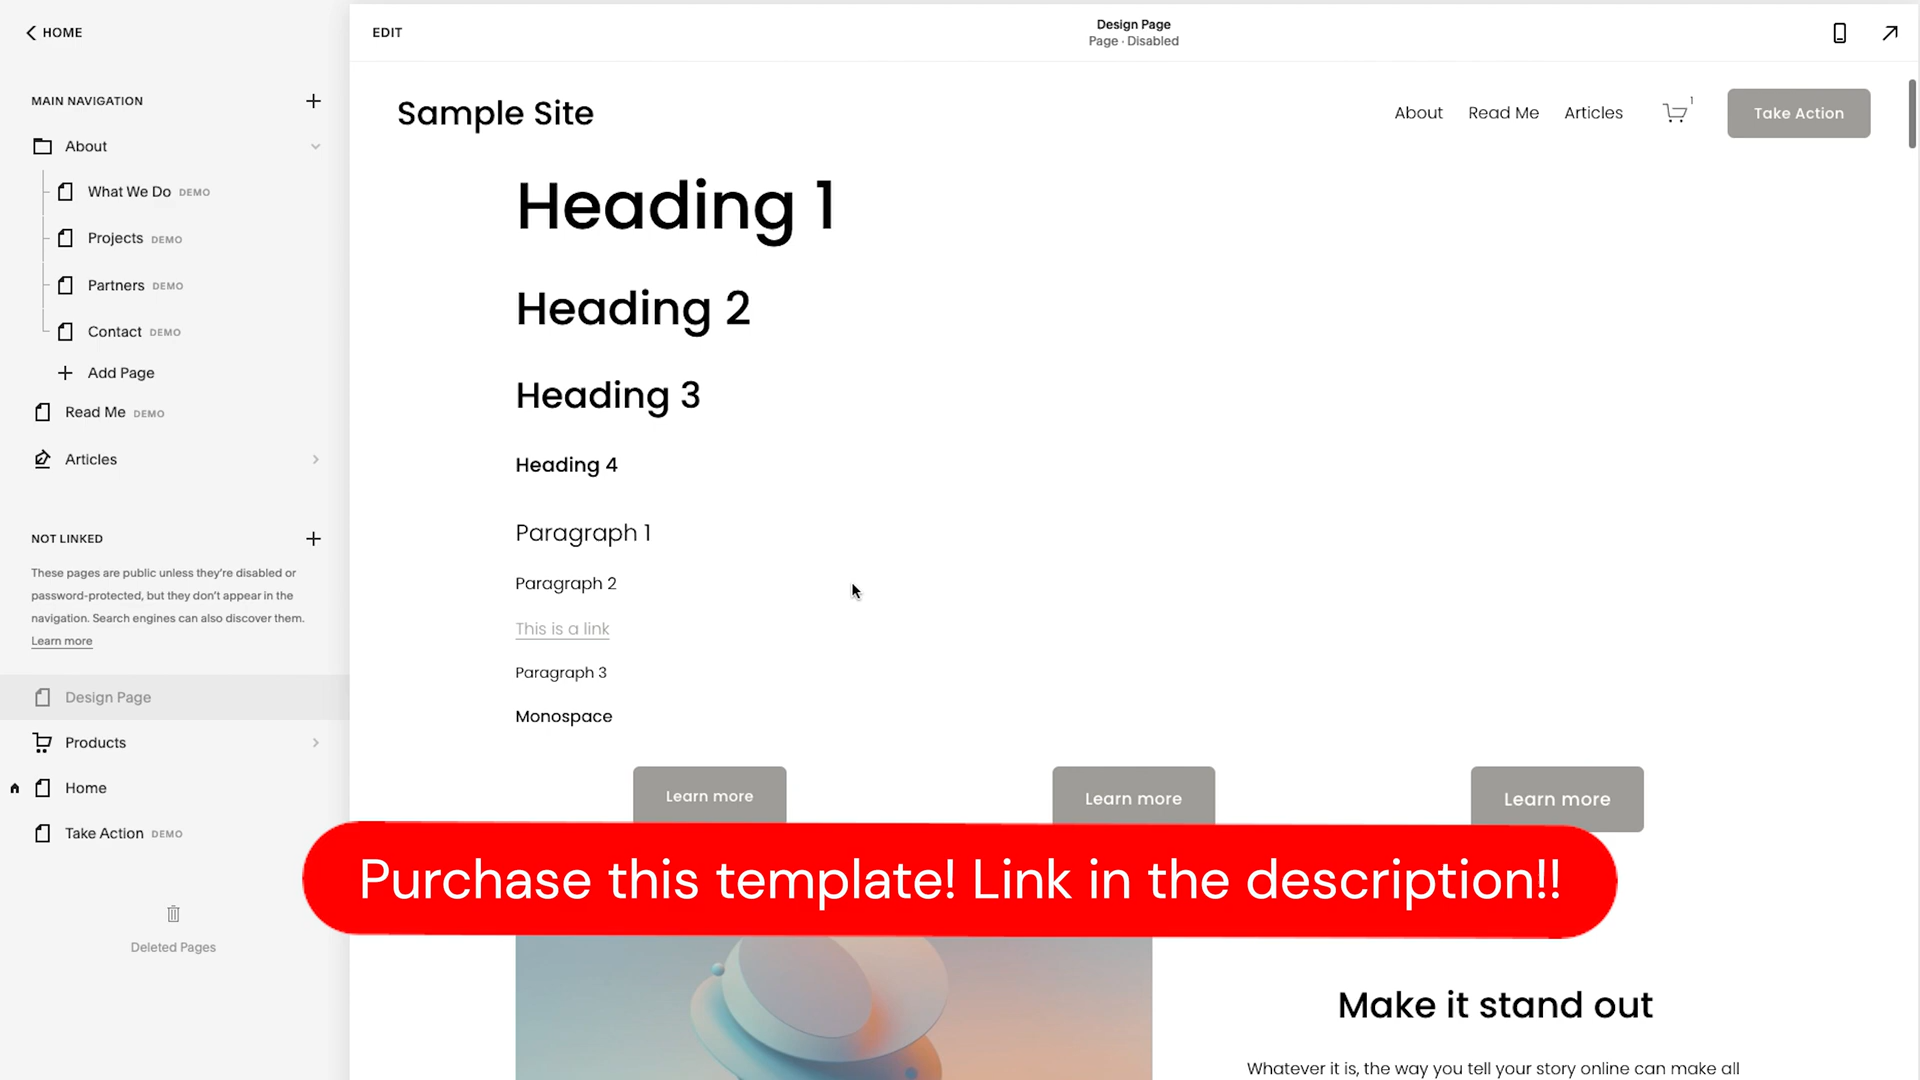 HOME
MAIN NAVIGATION
About
What We Do DEMO
Projects DEMO
Partners DEMO
Contact DEMO
Add Page
Read Me DEMO
Articles
NOT LINKED
These pages are public unless they’re disabled or
password-protected, but they don’t appear in the
navigation. Search engines can also discover them.
Learn more
Design Page
Products
Home
Take Action DEMO
Deleted Pages
EDIT
Design Page
Page · Disabled
Sample Site
About Read Me Articles 1 Take Action
Heading 1
Heading 2
Heading 3
Heading 4
Paragraph 1
Paragraph 2
This is a link
Paragraph 3
Monospace
Learn more Learn more Learn more
Purchase this template! Link in the description!!
Make it stand out
Whatever it is, the way you tell your story online can make all